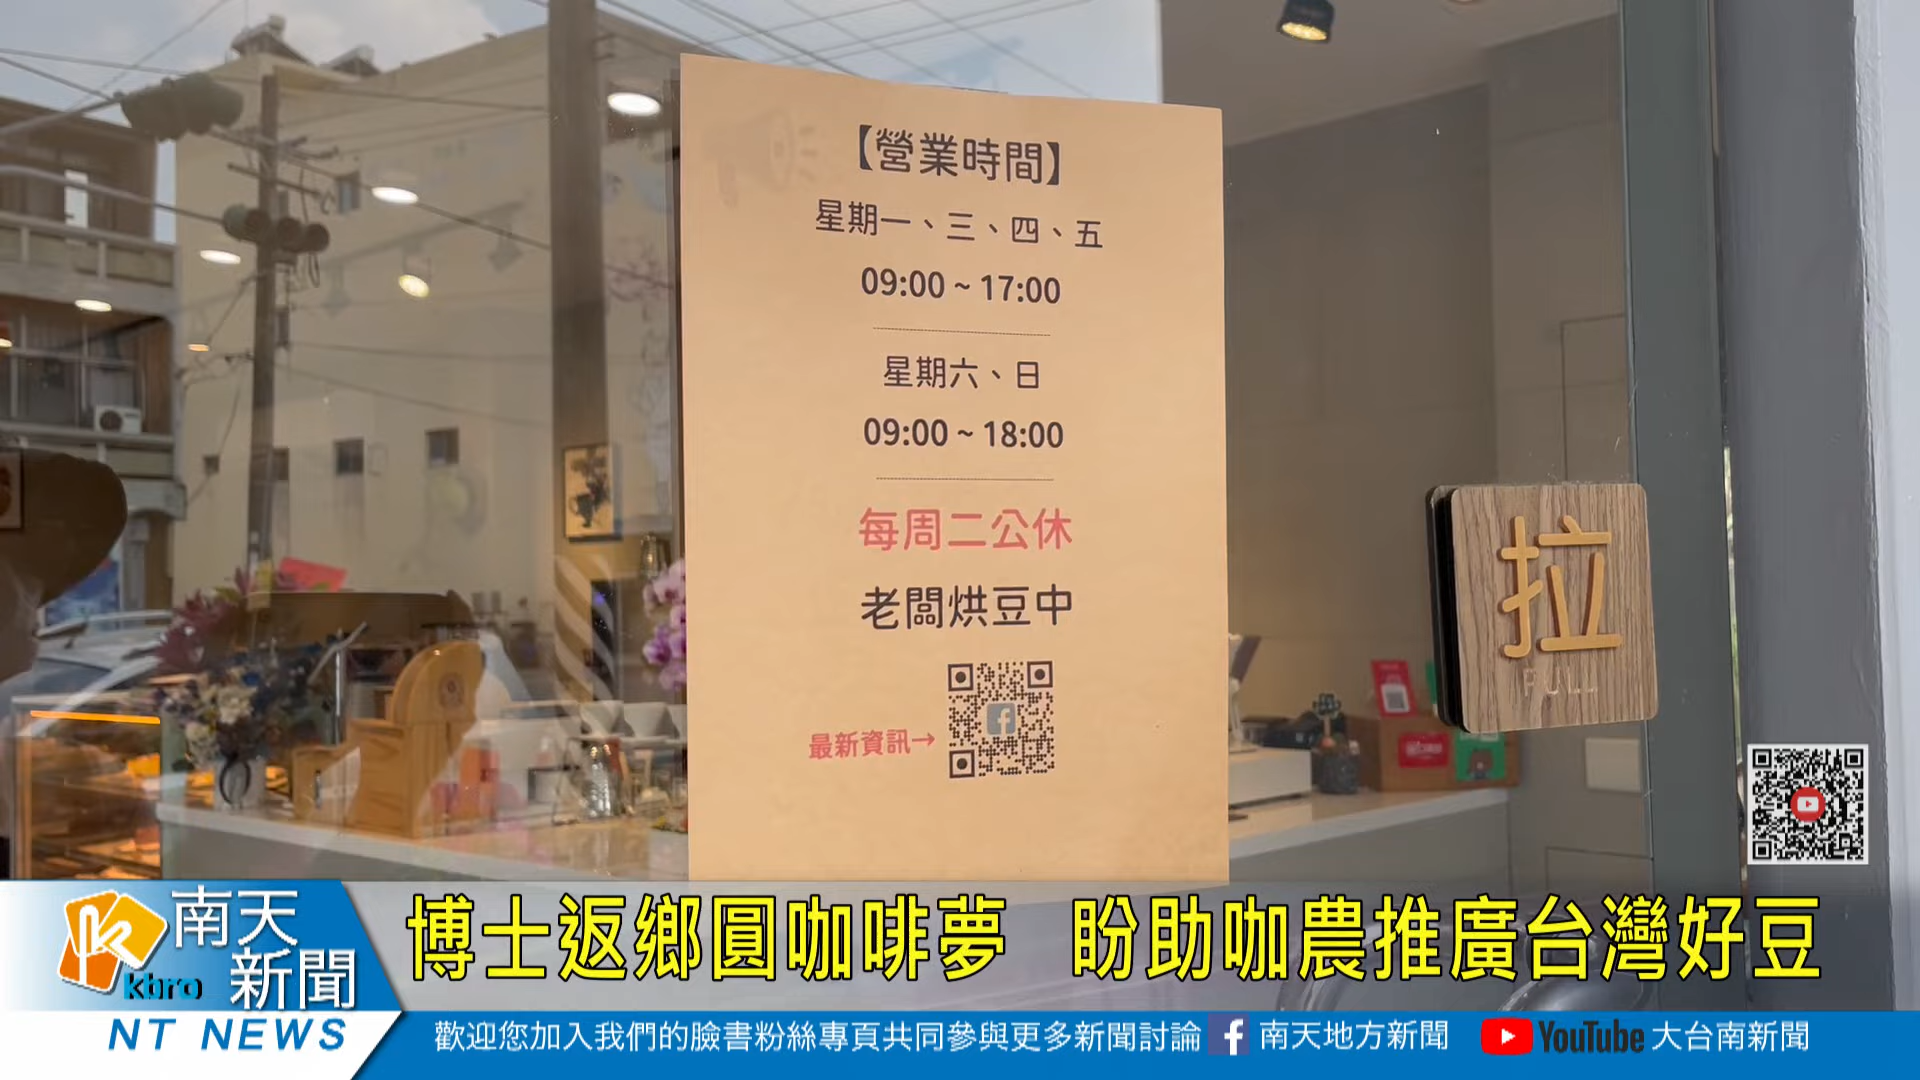 【營業時間】
星期一、三、四、五
09:00 ~ 17:00
星期六、日
09:00 ~ 18:00
每周二公休
老闆烘豆中
最新資訊→
拉
PULL
南天
新聞
kbro
NT NEWS
博士返鄉圓咖啡夢 盼助咖農推廣台灣好豆
歡迎您加入我們的臉書粉絲專頁共同參與更多新聞討論 南天地方新聞 YouTube 大台南新聞